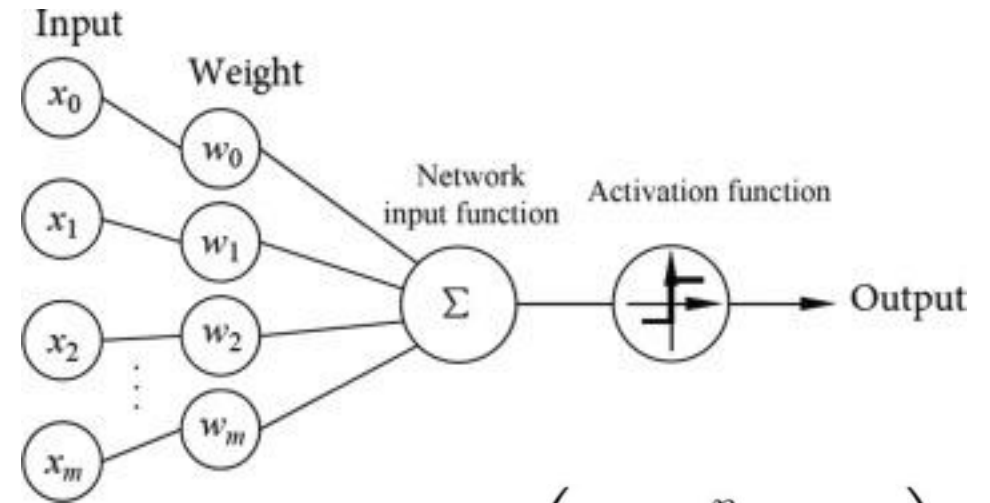 Input
Weight
x₀
w₀
x₁
w₁
x₂
w₂
xₘ
wₘ
Network
input function
Σ
Activation function
Output